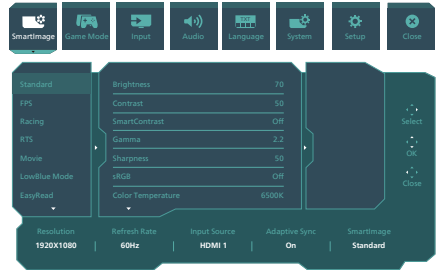 SmartImage
Game Mode
Input
Audio
TXT
Language
System
Setup
Close
Standard
FPS
Racing
RTS
Movie
LowBlue Mode
EasyRead
Brightness 70
Contrast 50
SmartContrast Off
Gamma 2.2
Sharpness 50
sRGB Off
Color Temperature 6500K
Select
OK
Close
Resolution Refresh Rate Input Source Adaptive Sync SmartImage
1920X1080 60Hz HDMI 1 On Standard